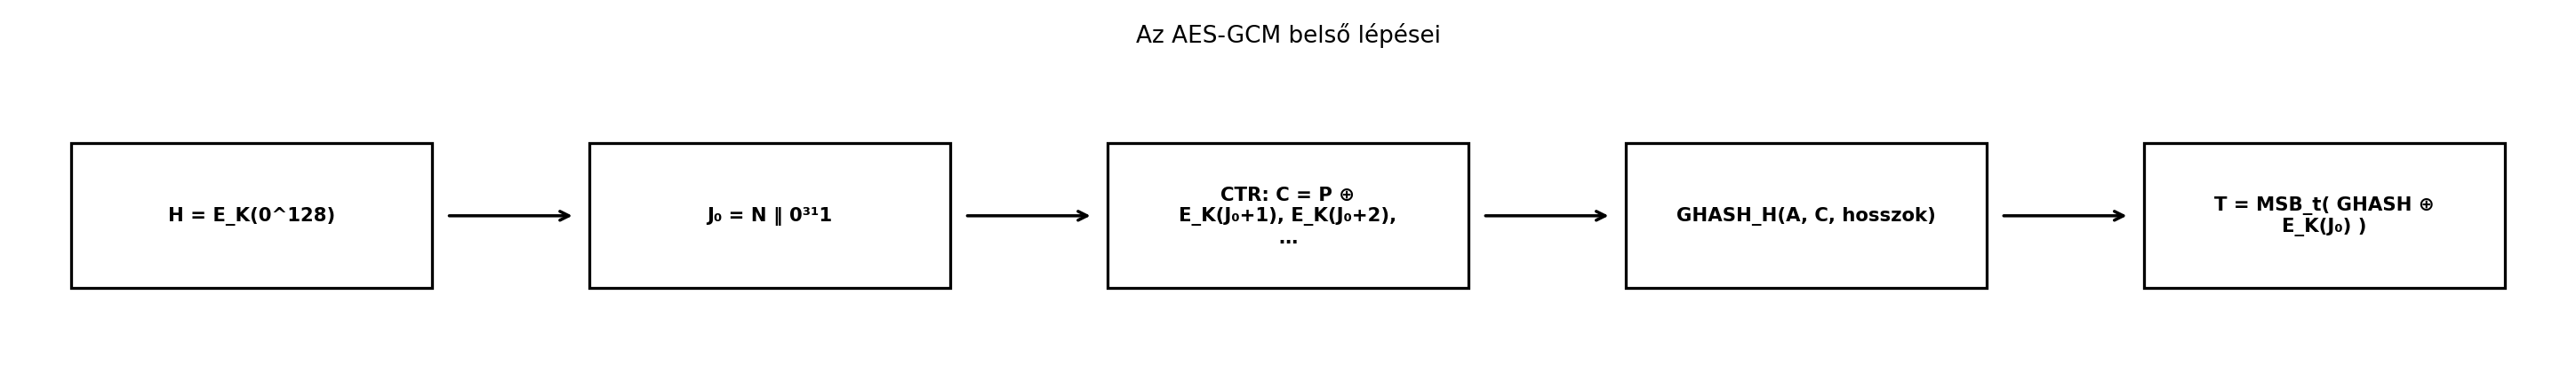 Az AES-GCM belső lépései
H = E_K(0^128)
J₀ = N ∥ 0³¹1
CTR: C = P ⊕
E_K(J₀+1), E_K(J₀+2),
…
GHASH_H(A, C, hosszok)
T = MSB_t( GHASH ⊕
E_K(J₀) )